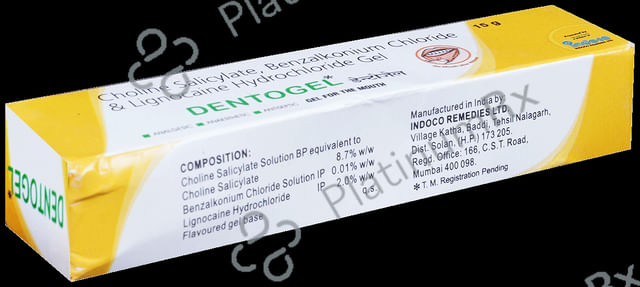 15 g
Choline Salicylate, Benzalkonium Chloride
& Lignocaine Hydrochloride Gel
DENTOGEL* डेन्टोजेल
ANALGESIC ANAESTHETIC ANTISEPTIC GEL FOR THE MOUTH
DENTOGEL
COMPOSITION:
Choline Salicylate Solution BP equivalent to
Choline Salicylate 8.7% w/w
Benzalkonium Chloride Solution IP 0.01% w/w
Lignocaine Hydrochloride IP 2.0% w/w
Flavoured gel base q.s.
Manufactured in India by
INDOCO REMEDIES LTD.
Village Katha, Baddi, Tehsil Nalagarh,
Dist. Solan, (H.P.) 173 205.
Regd. Office: 166, C.S.T. Road,
Mumbai 400 098.
* T. M. Registration Pending
Platinum Rx